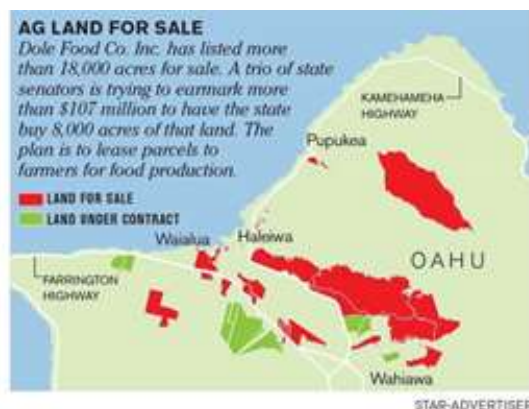 AG LAND FOR SALE
Dole Food Co. Inc. has listed more
than 18,000 acres for sale. A trio of state
senators is trying to earmark more
than $107 million to have the state
buy 8,000 acres of that land. The
plan is to lease parcels to
farmers for food production.
LAND FOR SALE
LAND UNDER CONTRACT
KAMEHAMEHA
HIGHWAY
Pupukea
Waialua
Haleiwa
OAHU
FARRINGTON
HIGHWAY
Wahiawa
STAR-ADVERTISER